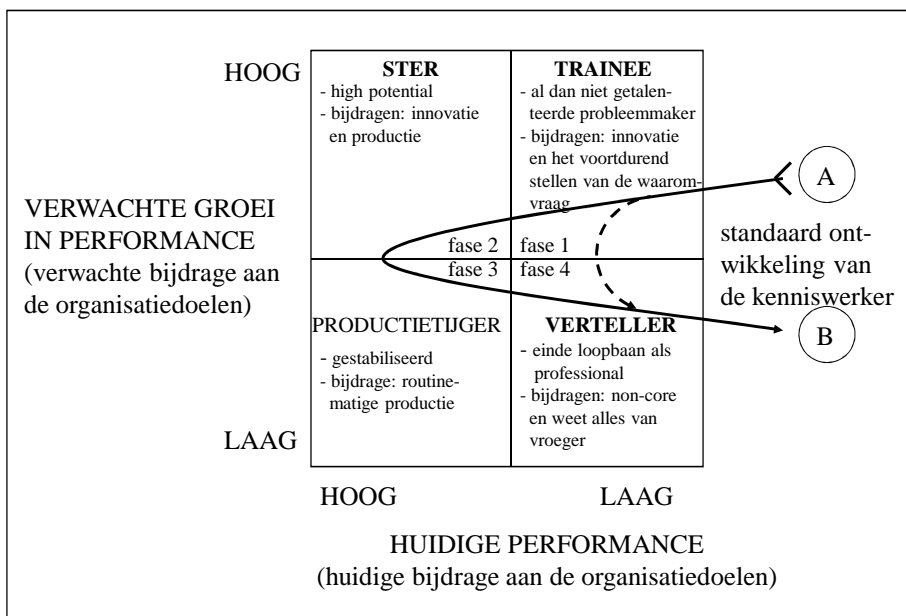 HOOG
STER
- high potential
- bijdragen: innovatie
en productie
TRAINEE
- al dan niet getalen-
teerde probleemmaker
- bijdragen: innovatie
en het voortdurend
stellen van de waarom-
vraag
A
VERWACHTE GROEI
IN PERFORMANCE
(verwachte bijdrage aan
de organisatiedoelen)
fase 2
fase 1
fase 3
fase 4
standaard ont-
wikkeling van
de kenniswerker
B
PRODUCTIETIJGER
- gestabiliseerd
- bijdrage: routine-
matige productie
VERTELLER
- einde loopbaan als
professional
- bijdragen: non-core
en weet alles van
vroeger
LAAG
HOOG
LAAG
HUIDIGE PERFORMANCE
(huidige bijdrage aan de organisatiedoelen)